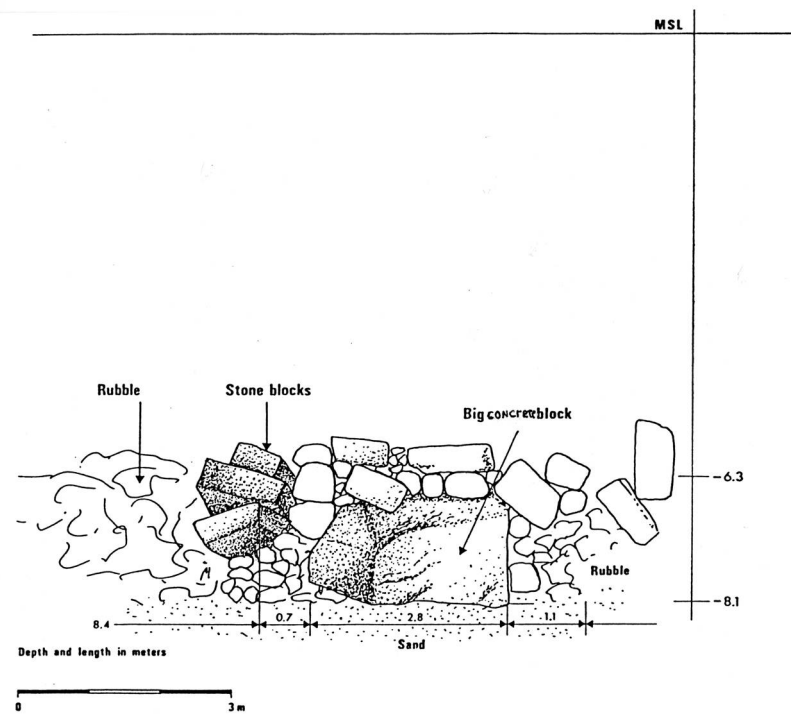 MSL
Rubble
Stone blocks
Big concrete block
-6.3
Rubble
-8.1
8.4
0.7
2.8
1.1
Sand
Depth and length in meters
0
3 m